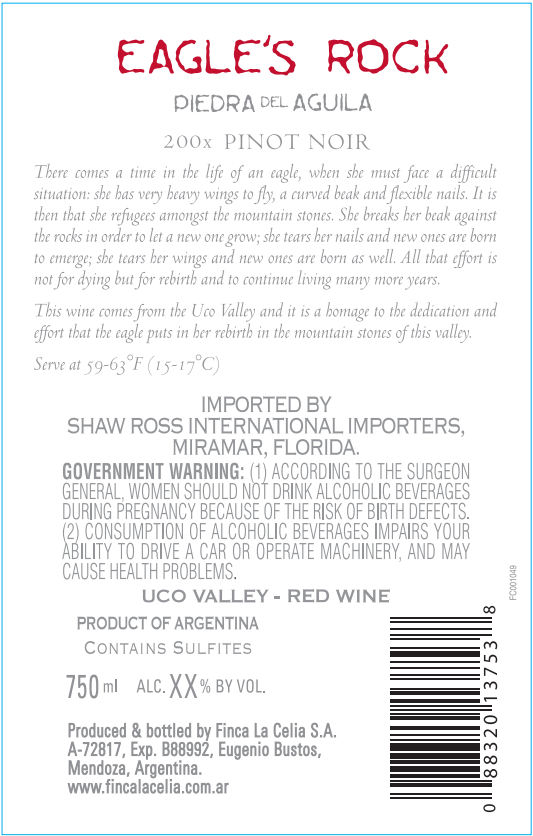 EAGLE'S ROCK
PIEDRA DEL AGUILA
200x PINOT NOIR
There comes a time in the life of an eagle, when she must face a difficult
situation: she has very heavy wings to fly, a curved beak and flexible nails. It is
then that she refugees amongst the mountain stones. She breaks her beak against
the rocks in order to let a new one grow; she tears her nails and new ones are born
to emerge; she tears her wings and new ones are born as well. All that effort is
not for dying but for rebirth and to continue living many more years.
This wine comes from the Uco Valley and it is a homage to the dedication and
effort that the eagle puts in her rebirth in the mountain stones of this valley.
Serve at 59-63°F (15-17°C)
IMPORTED BY
SHAW ROSS INTERNATIONAL IMPORTERS,
MIRAMAR, FLORIDA.
GOVERNMENT WARNING: (1) ACCORDING TO THE SURGEON
GENERAL, WOMEN SHOULD NOT DRINK ALCOHOLIC BEVERAGES
DURING PREGNANCY BECAUSE OF THE RISK OF BIRTH DEFECTS.
(2) CONSUMPTION OF ALCOHOLIC BEVERAGES IMPAIRS YOUR
ABILITY TO DRIVE A CAR OR OPERATE MACHINERY, AND MAY
CAUSE HEALTH PROBLEMS.
FC001049
UCO VALLEY - RED WINE
PRODUCT OF ARGENTINA
CONTAINS SULFITES
750 ml ALC. XX % BY VOL.
Produced & bottled by Finca La Celia S.A.
A-72817, Exp. B88992, Eugenio Bustos,
Mendoza, Argentina.
www.fincalacelia.com.ar
0 88320 13753 8